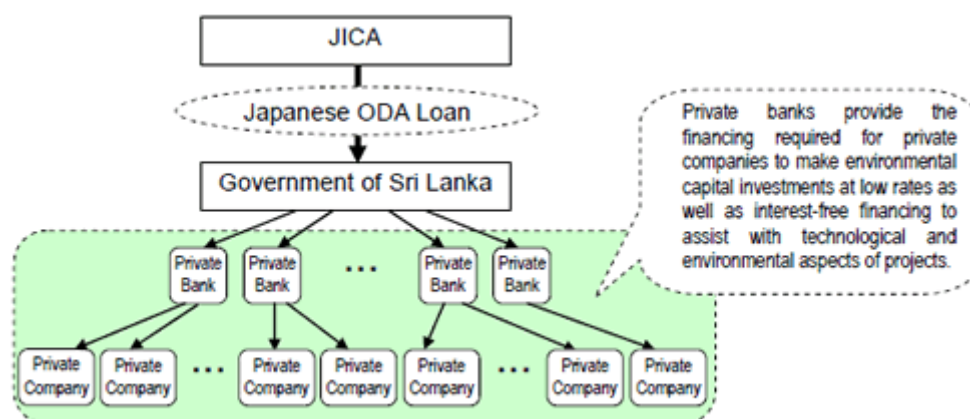 JICA
Japanese ODA Loan
Government of Sri Lanka
Private banks provide the
financing required for private
companies to make environmental
capital investments at low rates as
well as interest-free financing to
assist with technological and
environmental aspects of projects.
Private
Bank
Private
Bank
...
Private
Bank
Private
Bank
Private
Company
Private
Company
...
Private
Company
Private
Company
Private
Company
...
Private
Company
Private
Company